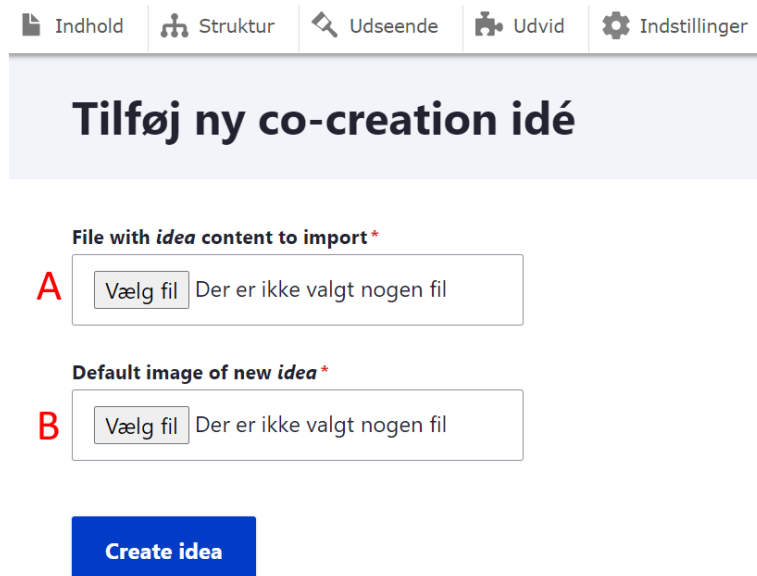 Indhold Struktur Udseende Udvid Indstillinger
Tilføj ny co-creation idé
File with idea content to import*
A Vælg fil Der er ikke valgt nogen fil
Default image of new idea*
B Vælg fil Der er ikke valgt nogen fil
Create idea